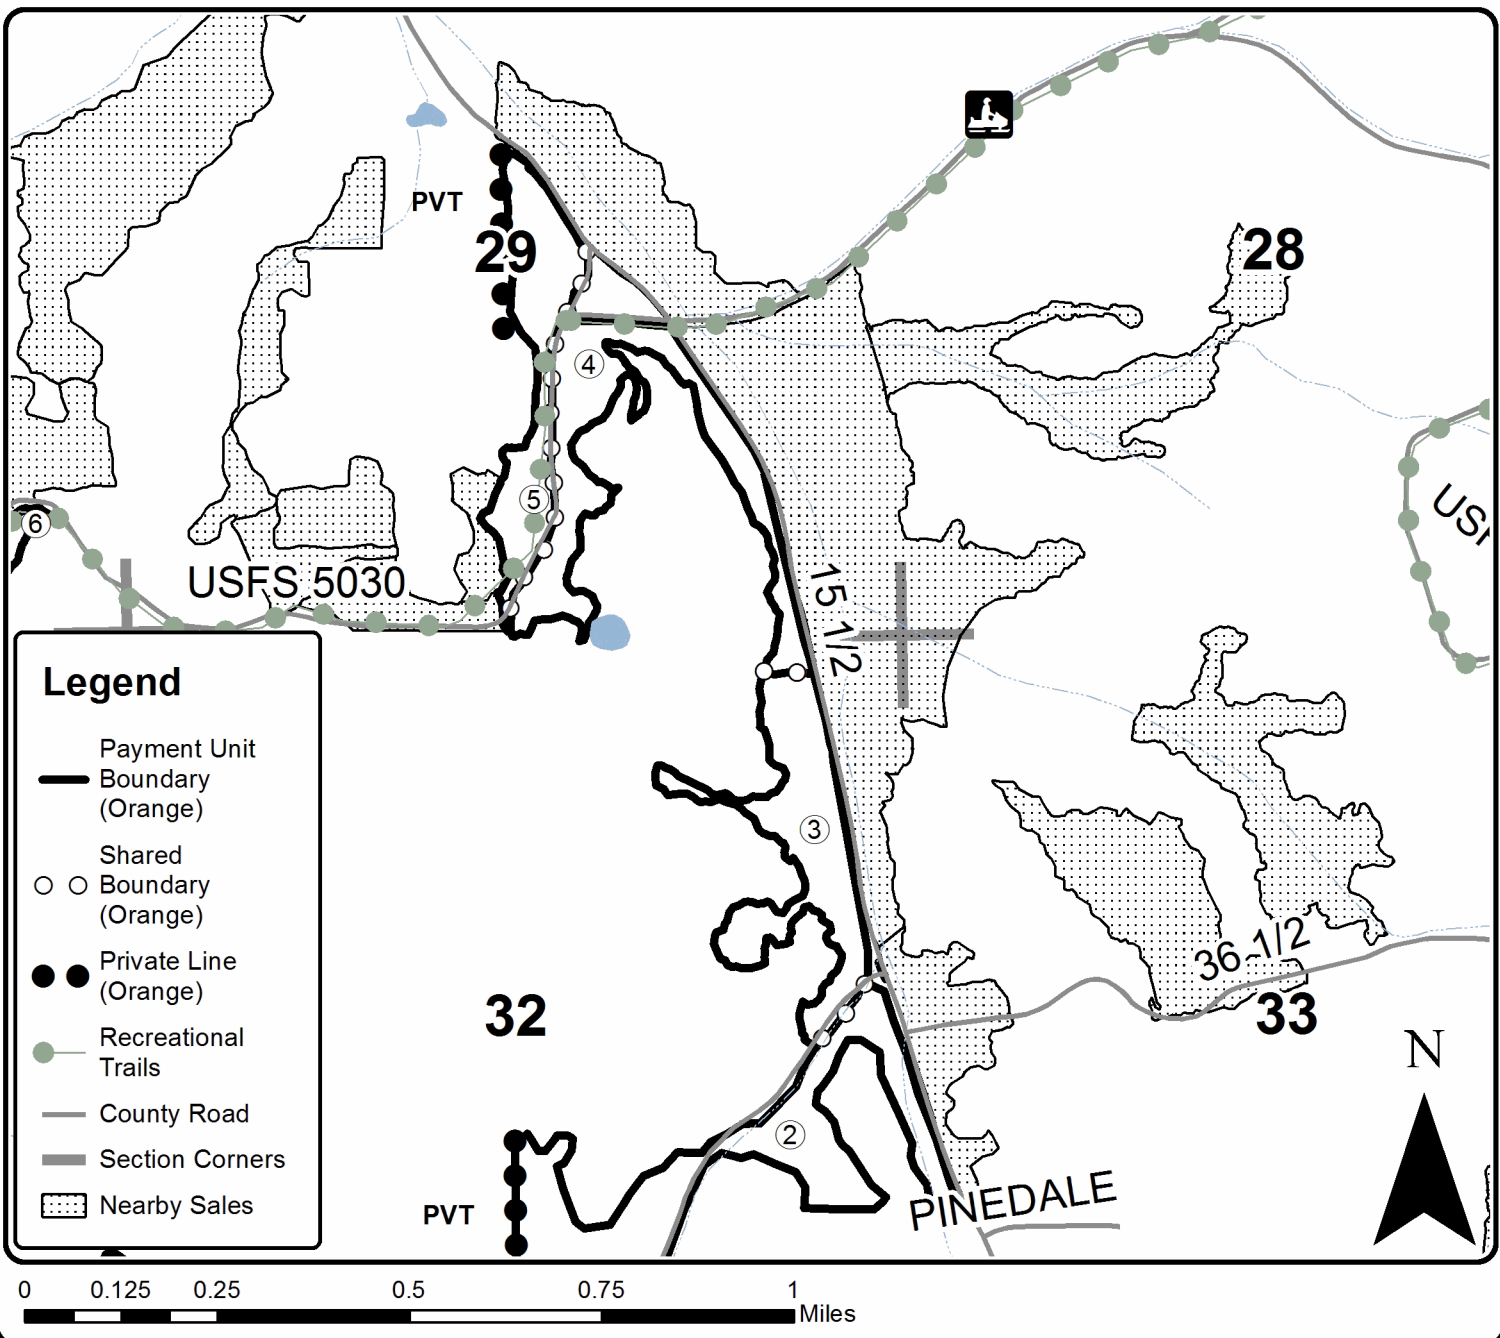 PVT
29
28
4
5
6
USFS 5030
15 1/2
3
36 1/2
32
33
2
PVT
PINEDALE
N
Legend
Payment Unit
Boundary
(Orange)
Shared
Boundary
(Orange)
Private Line
(Orange)
Recreational
Trails
County Road
Section Corners
Nearby Sales
0 0.125 0.25 0.5 0.75 1
Miles